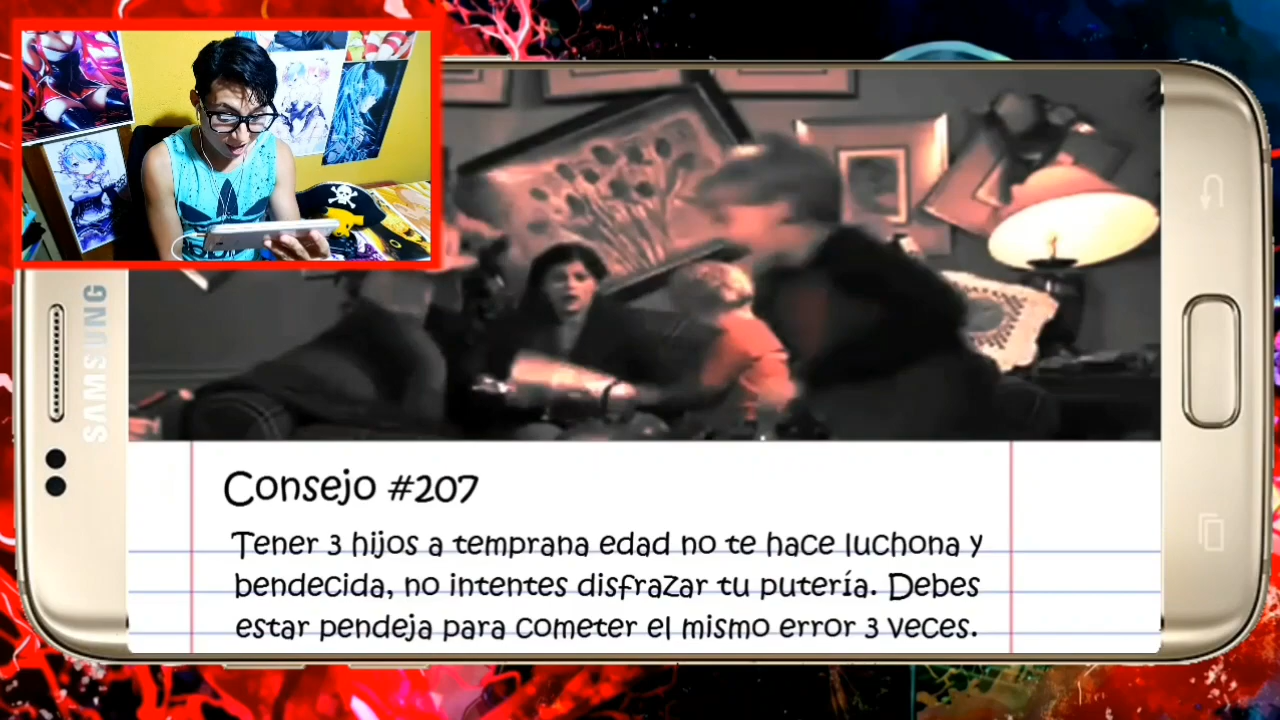 SAMSUNG
Consejo #207
Tener 3 hijos a temprana edad no te hace luchona y
bendecida, no intentes disfrazar tu putería. Debes
estar pendeja para cometer el mismo error 3 veces.